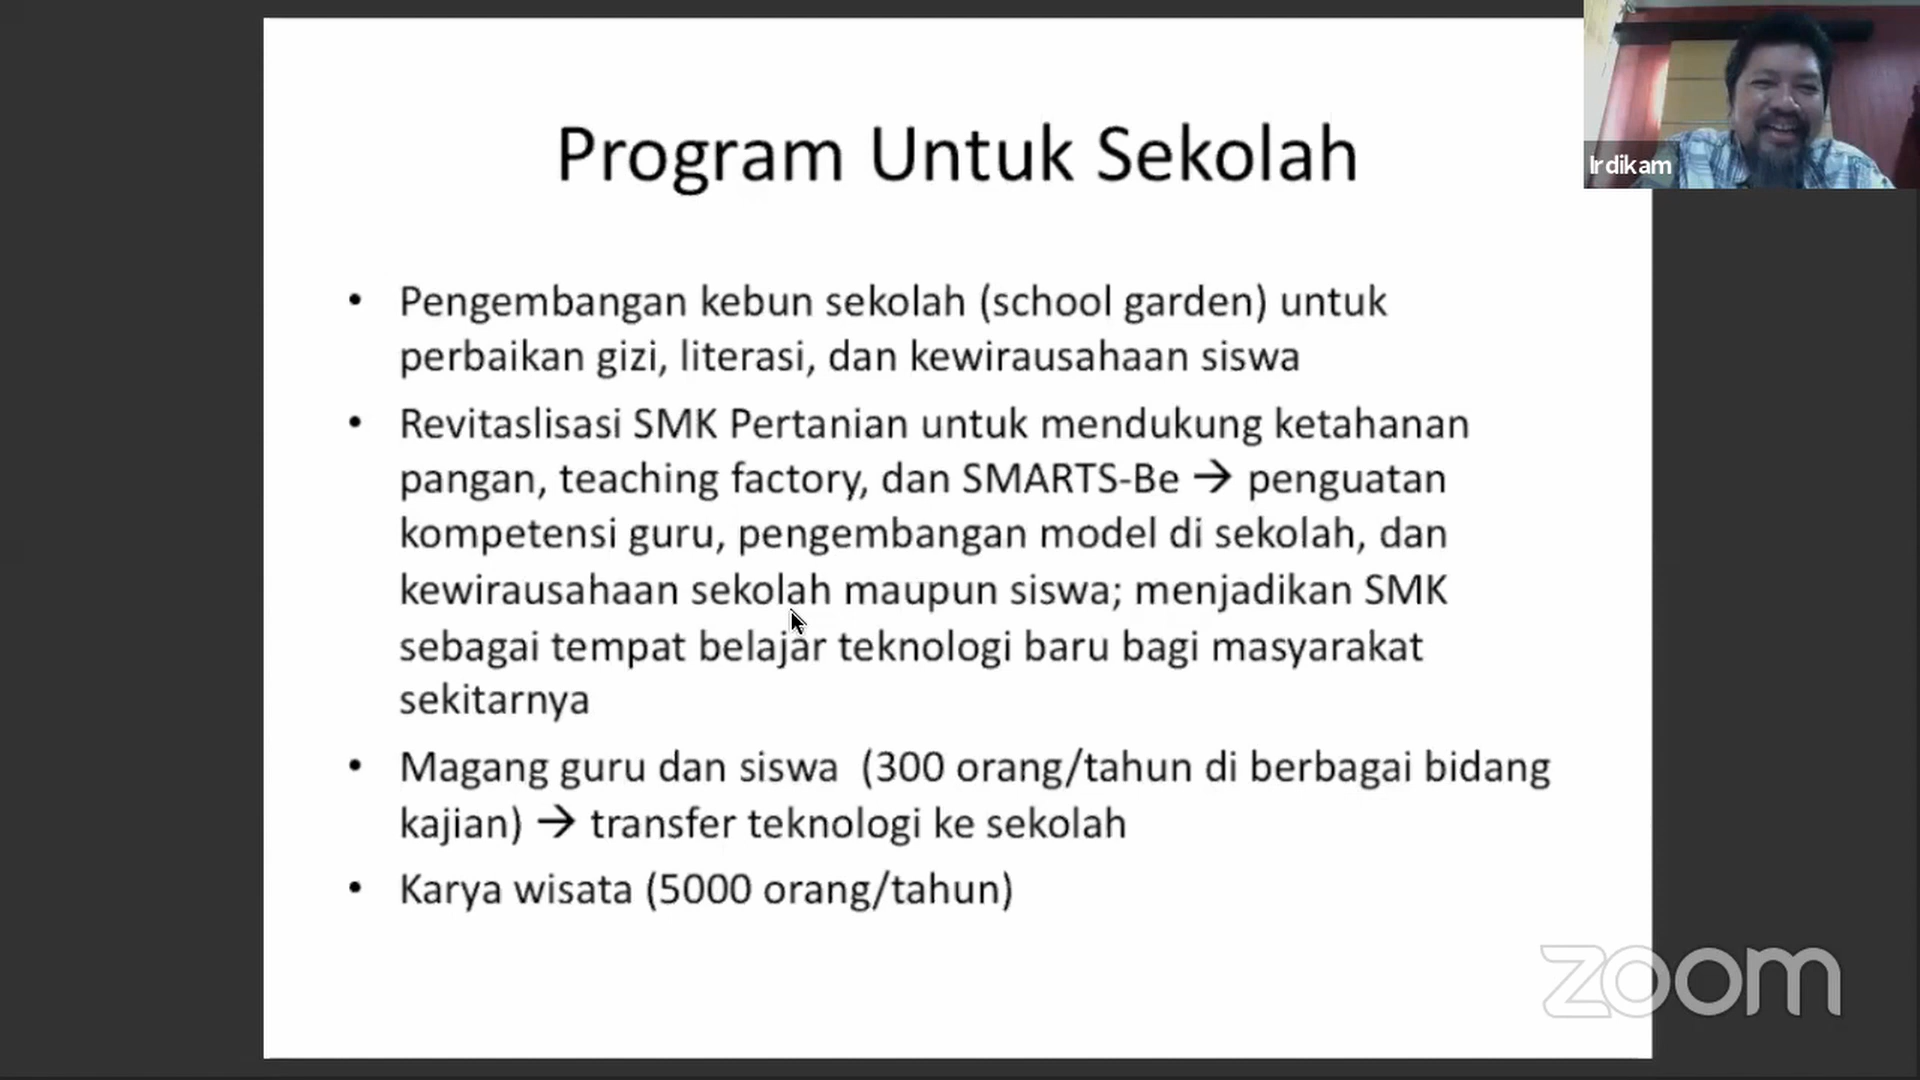 Program Untuk Sekolah
Irdikam
• Pengembangan kebun sekolah (school garden) untuk
perbaikan gizi, literasi, dan kewirausahaan siswa
• Revitaslisasi SMK Pertanian untuk mendukung ketahanan
pangan, teaching factory, dan SMARTS-Be → penguatan
kompetensi guru, pengembangan model di sekolah, dan
kewirausahaan sekolah maupun siswa; menjadikan SMK
sebagai tempat belajar teknologi baru bagi masyarakat
sekitarnya
• Magang guru dan siswa (300 orang/tahun di berbagai bidang
kajian) → transfer teknologi ke sekolah
• Karya wisata (5000 orang/tahun)
zoom